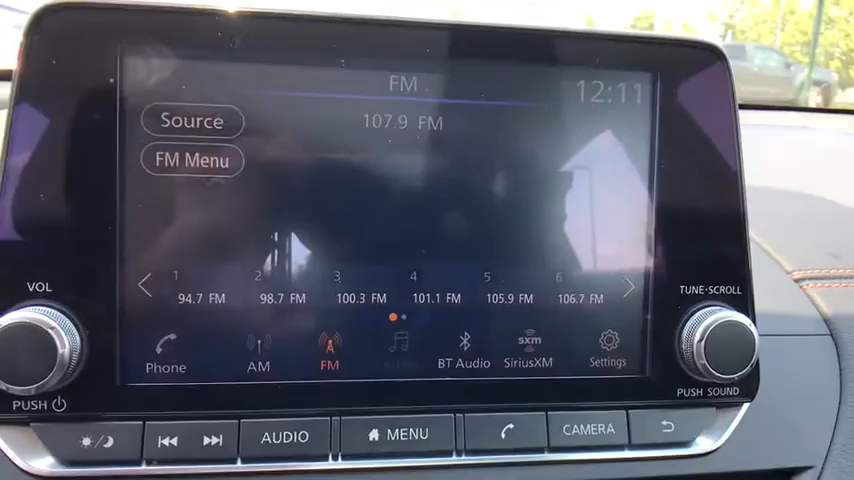 FM
12:11
Source
107.9 FM
FM Menu
1 2 3 4 5 6
94.7 FM 98.7 FM 100.3 FM 101.1 FM 105.9 FM 106.7 FM
VOL
TUNE·SCROLL
sxm
Phone AM FM BT Audio SiriusXM Settings
PUSH
PUSH SOUND
AUDIO MENU CAMERA